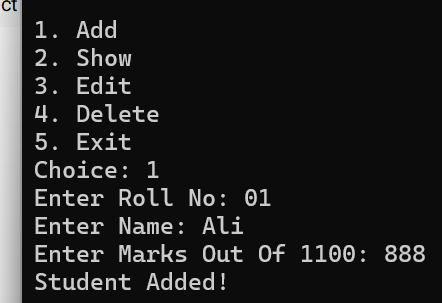 ct
1. Add
2. Show
3. Edit
4. Delete
5. Exit
Choice: 1
Enter Roll No: 01
Enter Name: Ali
Enter Marks Out Of 1100: 888
Student Added!